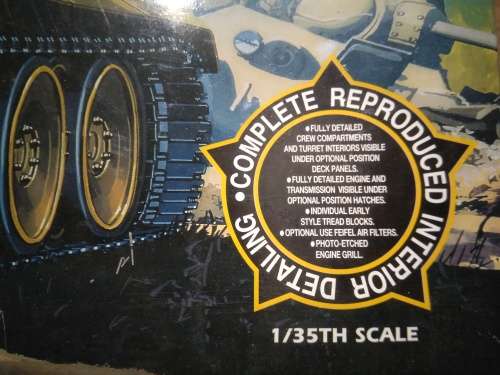 •COMPLETE REPRODUCED INTERIOR DETAILING
•FULLY DETAILED
CREW COMPARTMENTS
AND TURRET INTERIORS VISIBLE
UNDER OPTIONAL POSITION
DECK PANELS.
•FULLY DETAILED ENGINE AND
TRANSMISSION VISIBLE UNDER
OPTIONAL POSITION HATCHES.
•INDIVIDUAL EARLY
STYLE TREAD BLOCKS.
•OPTIONAL USE FEIFEL AIR FILTERS.
•PHOTO-ETCHED
ENGINE GRILL.
1/35TH SCALE